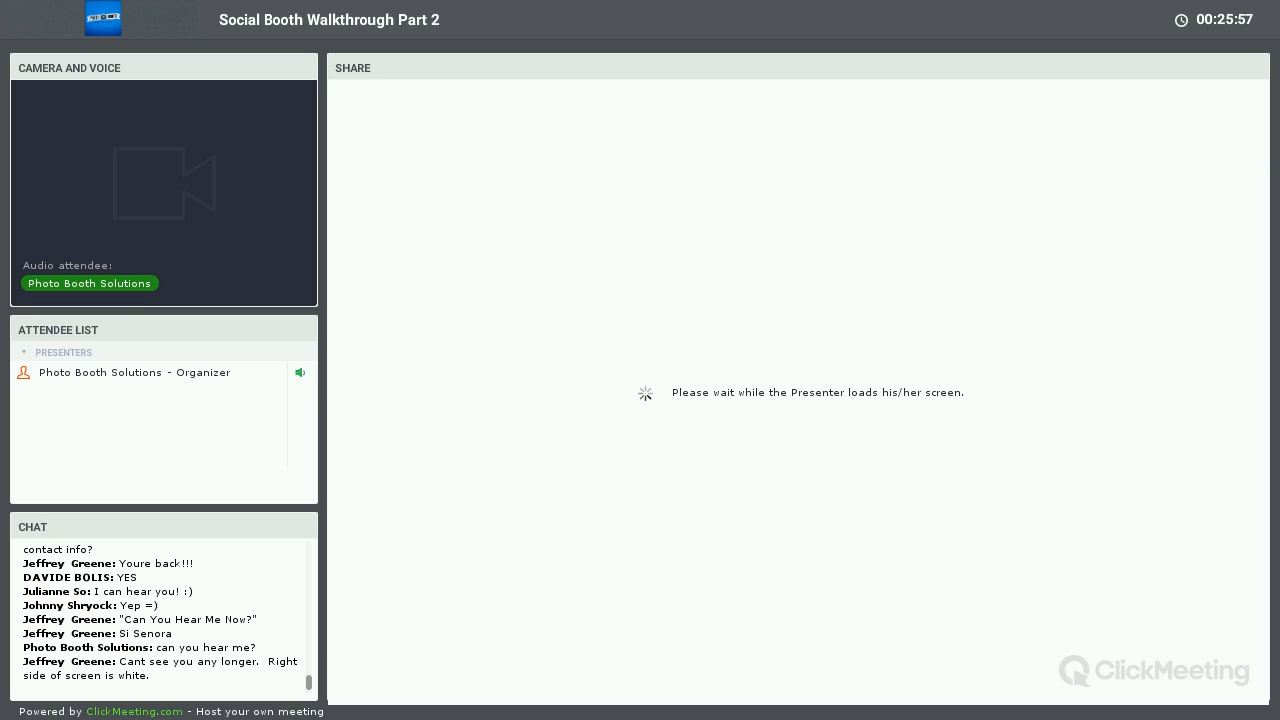 Social Booth Walkthrough Part 2
00:25:57
CAMERA AND VOICE
Audio attendee:
Photo Booth Solutions
ATTENDEE LIST
PRESENTERS
Photo Booth Solutions - Organizer
CHAT
contact info?
Jeffrey Greene: Youre back!!!
DAVIDE BOLIS: YES
Julianne So: I can hear you! :)
Johnny Shryock: Yep =)
Jeffrey Greene: "Can You Hear Me Now?"
Jeffrey Greene: Si Senora
Photo Booth Solutions: can you hear me?
Jeffrey Greene: Cant see you any longer. Right
side of screen is white.
Powered by ClickMeeting.com - Host your own meeting
SHARE
Please wait while the Presenter loads his/her screen.
ClickMeeting